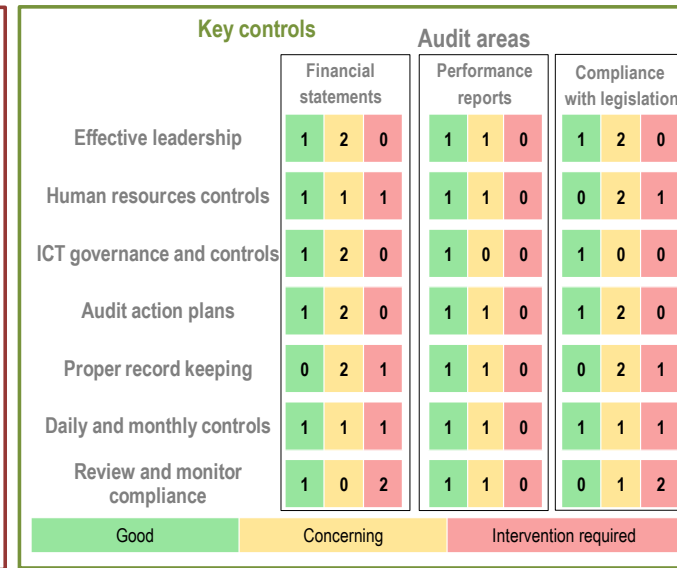 Key controls
Audit areas
Financial statements
Performance reports
Compliance with legislation
Effective leadership 1 2 0 1 1 0 1 2 0
Human resources controls 1 1 1 1 1 0 0 2 1
ICT governance and controls 1 2 0 1 0 0 1 0 0
Audit action plans 1 2 0 1 1 0 1 2 0
Proper record keeping 0 2 1 1 1 0 0 2 1
Daily and monthly controls 1 1 1 1 1 0 1 1 1
Review and monitor
compliance 1 0 2 1 1 0 0 1 2
Good Concerning Intervention required